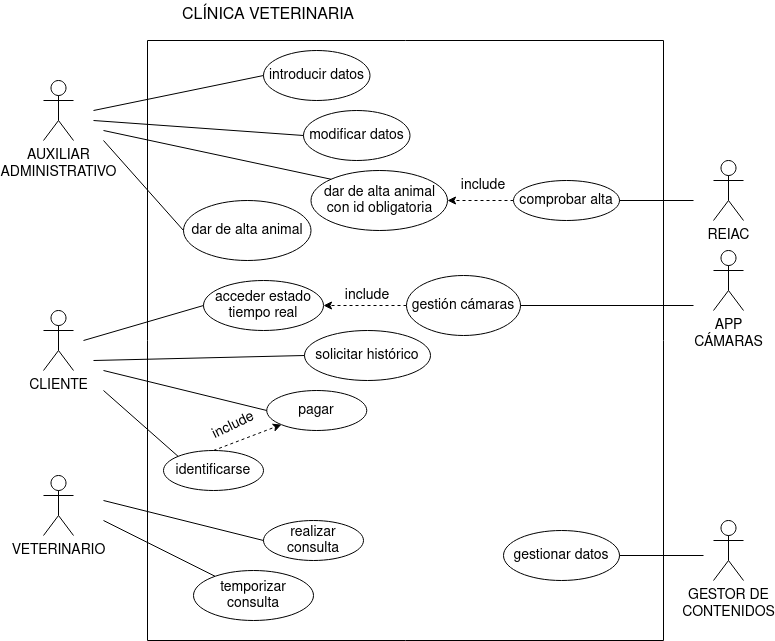 CLÍNICA VETERINARIA
introducir datos
modificar datos
AUXILIAR
ADMINISTRATIVO
dar de alta animal
con id obligatoria
include
comprobar alta
REIAC
dar de alta animal
acceder estado
tiempo real
include
gestión cámaras
APP
CÁMARAS
CLIENTE
solicitar histórico
pagar
include
identificarse
VETERINARIO
realizar
consulta
gestionar datos
temporizar
consulta
GESTOR DE
CONTENIDOS